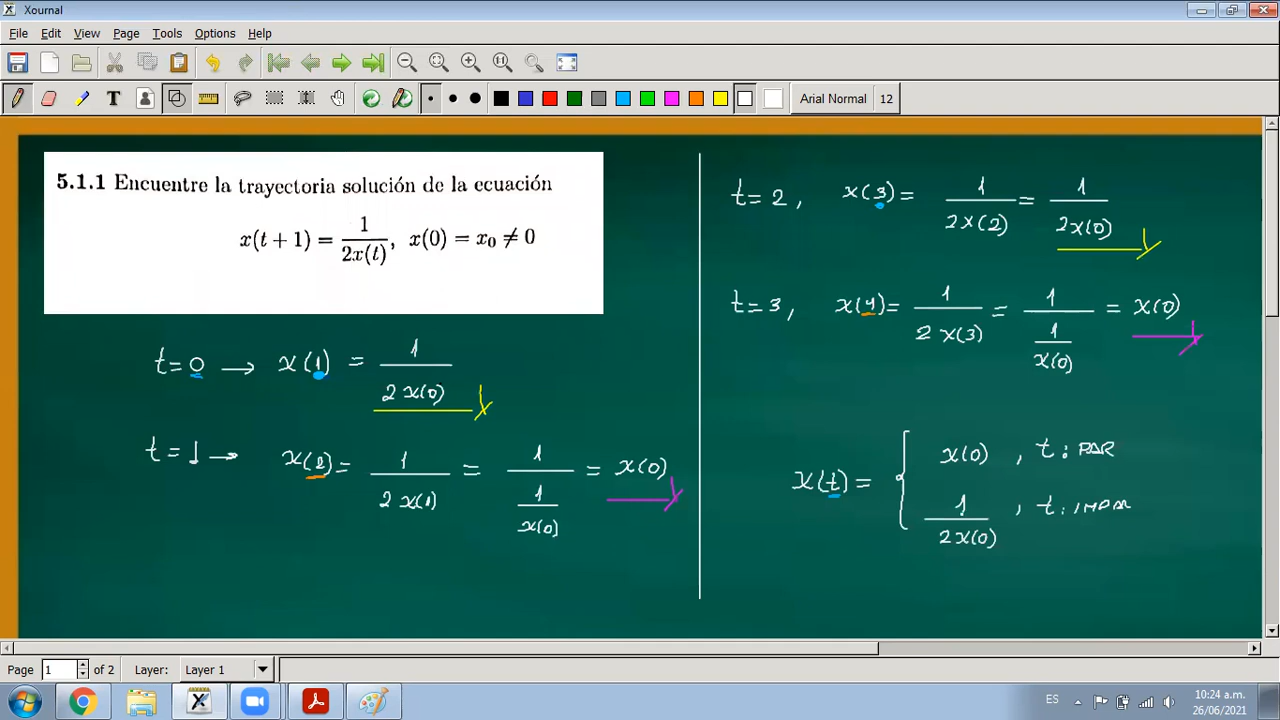 Xournal
File Edit View Page Tools Options Help
Arial Normal 12
5.1.1 Encuentre la trayectoria solución de la ecuación
x(t + 1) = 1/2x(t), x(0) = x₀ ≠ 0
t=0 → x(1) = 1/2x(0)
t=1 → x(2) = 1/2x(1) = 1/(1/x(0)) = x(0)
t=2, x(3) = 1/2x(2) = 1/2x(0)
t=3, x(4) = 1/2x(3) = 1/(1/x(0)) = x(0)
x(t) = { x(0), t: PAR
1/2x(0), t: IMPAR
Page 1 of 2 Layer: Layer 1
ES 10:24 a.m.
26/06/2021